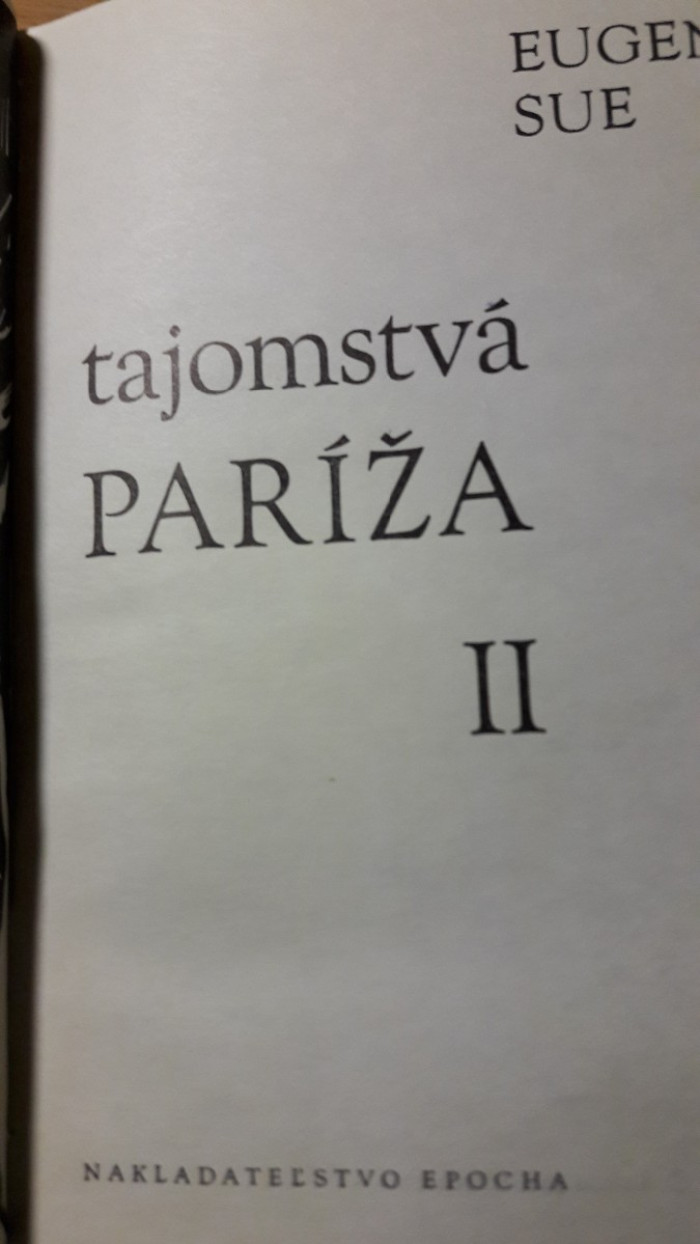 EUGEN
SUE
tajomstvá
PARÍŽA
II
NAKLADATEĽSTVO EPOCHA